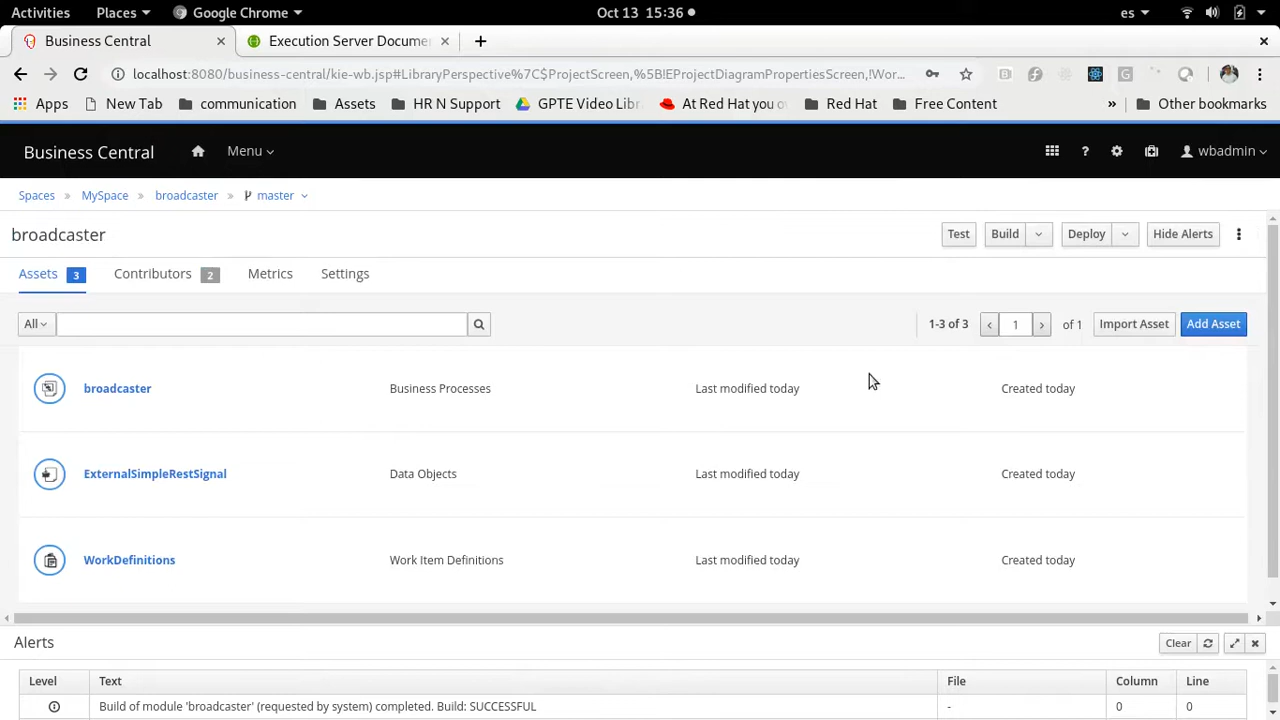 Activities Places Google Chrome Oct 13 15:36 es
Business Central Execution Server Docume
localhost:8080/business-central/kie-wb.jsp#LibraryPerspective%7C$ProjectScreen,%5B!EProjectDiagramPropertiesScreen,!Wor...
Apps New Tab communication Assets HR N Support GPTE Video Libr At Red Hat you o Red Hat Free Content » Other bookmarks
Business Central Menu ? wbadmin
Spaces » MySpace » broadcaster » master
broadcaster Test Build Deploy Hide Alerts
Assets 3 Contributors 2 Metrics Settings
All 1-3 of 3 < 1 > of 1 Import Asset Add Asset
broadcaster Business Processes Last modified today Created today
ExternalSimpleRestSignal Data Objects Last modified today Created today
WorkDefinitions Work Item Definitions Last modified today Created today
Alerts Clear
Level Text File Column Line
Build of module 'broadcaster' (requested by system) completed. Build: SUCCESSFUL - 0 0